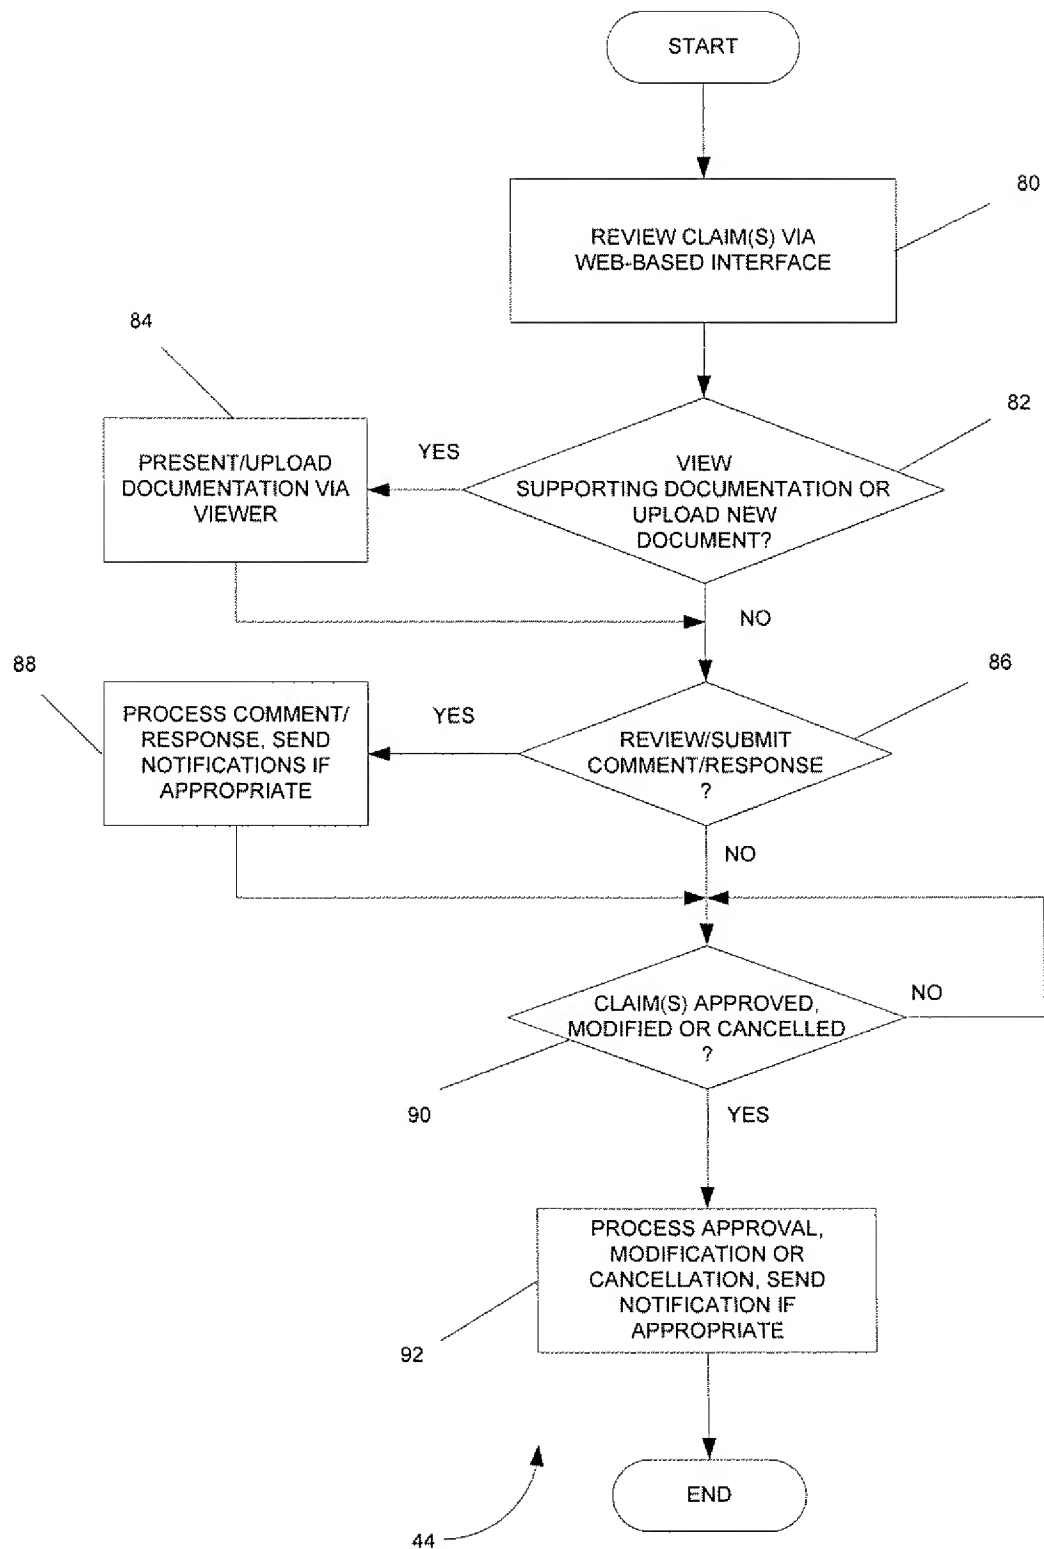 START
80
REVIEW CLAIM(S) VIA
WEB-BASED INTERFACE
84
82
YES
PRESENT/UPLOAD
DOCUMENTATION VIA
VIEWER
VIEW
SUPPORTING DOCUMENTATION OR
UPLOAD NEW
DOCUMENT?
NO
88
86
YES
PROCESS COMMENT/
RESPONSE, SEND
NOTIFICATIONS IF
APPROPRIATE
REVIEW/SUBMIT
COMMENT/RESPONSE
?
NO
CLAIM(S) APPROVED,
MODIFIED OR CANCELLED
?
NO
90
YES
PROCESS APPROVAL,
MODIFICATION OR
CANCELLATION, SEND
NOTIFICATION IF
APPROPRIATE
92
END
44